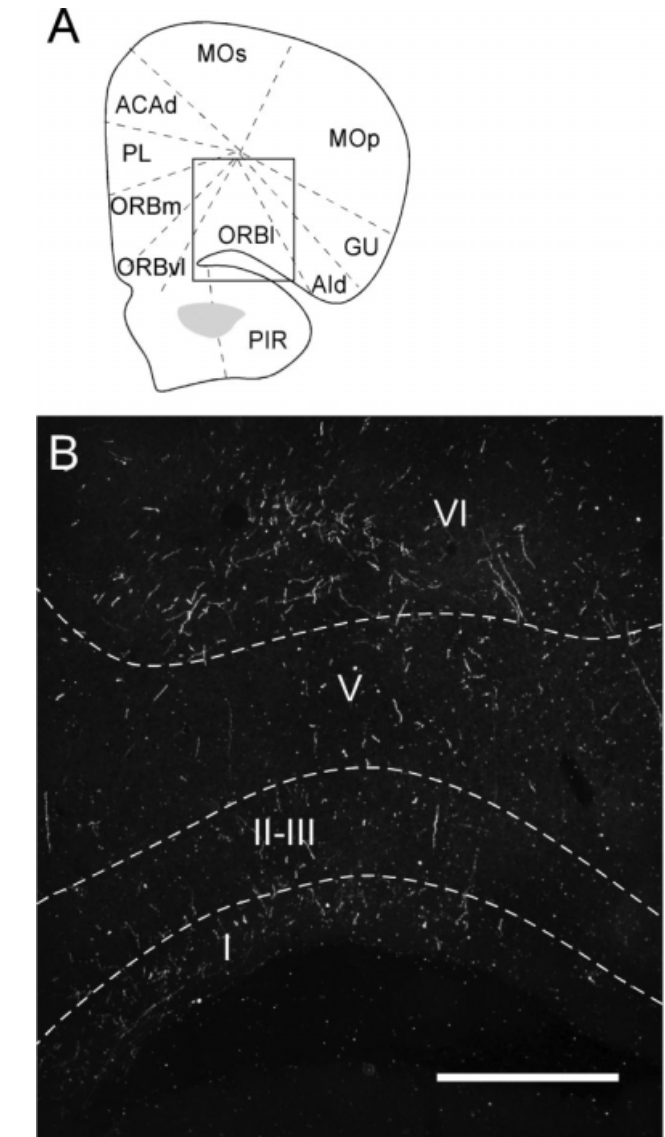 A
MOs
ACAd
MOp
PL
ORBm
ORBl
GU
ORBvl
AId
PIR
B
VI
V
II-III
I